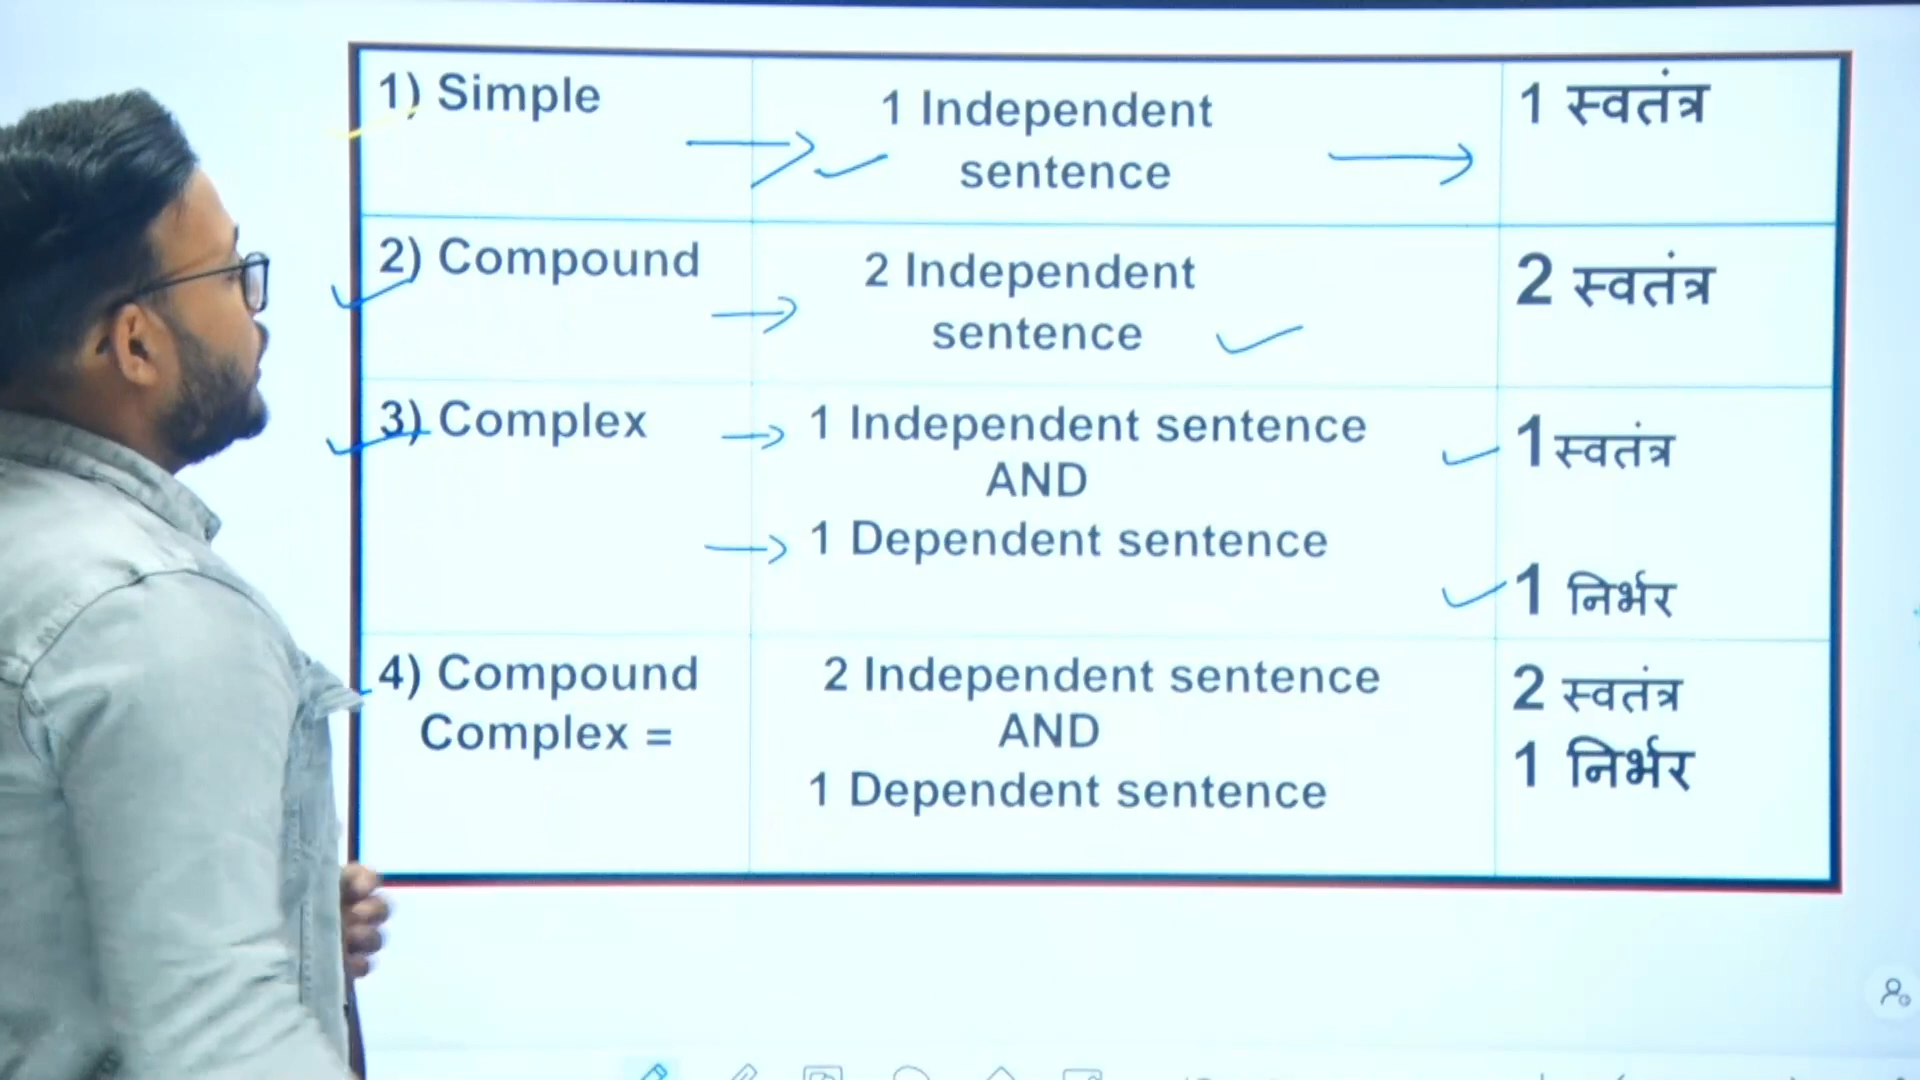 1) Simple
1 Independent
sentence
1 स्वतंत्र
2) Compound
2 Independent
sentence
2 स्वतंत्र
3) Complex
1 Independent sentence
AND
1 Dependent sentence
1 स्वतंत्र
1 निर्भर
4) Compound
Complex =
2 Independent sentence
AND
1 Dependent sentence
2 स्वतंत्र
1 निर्भर